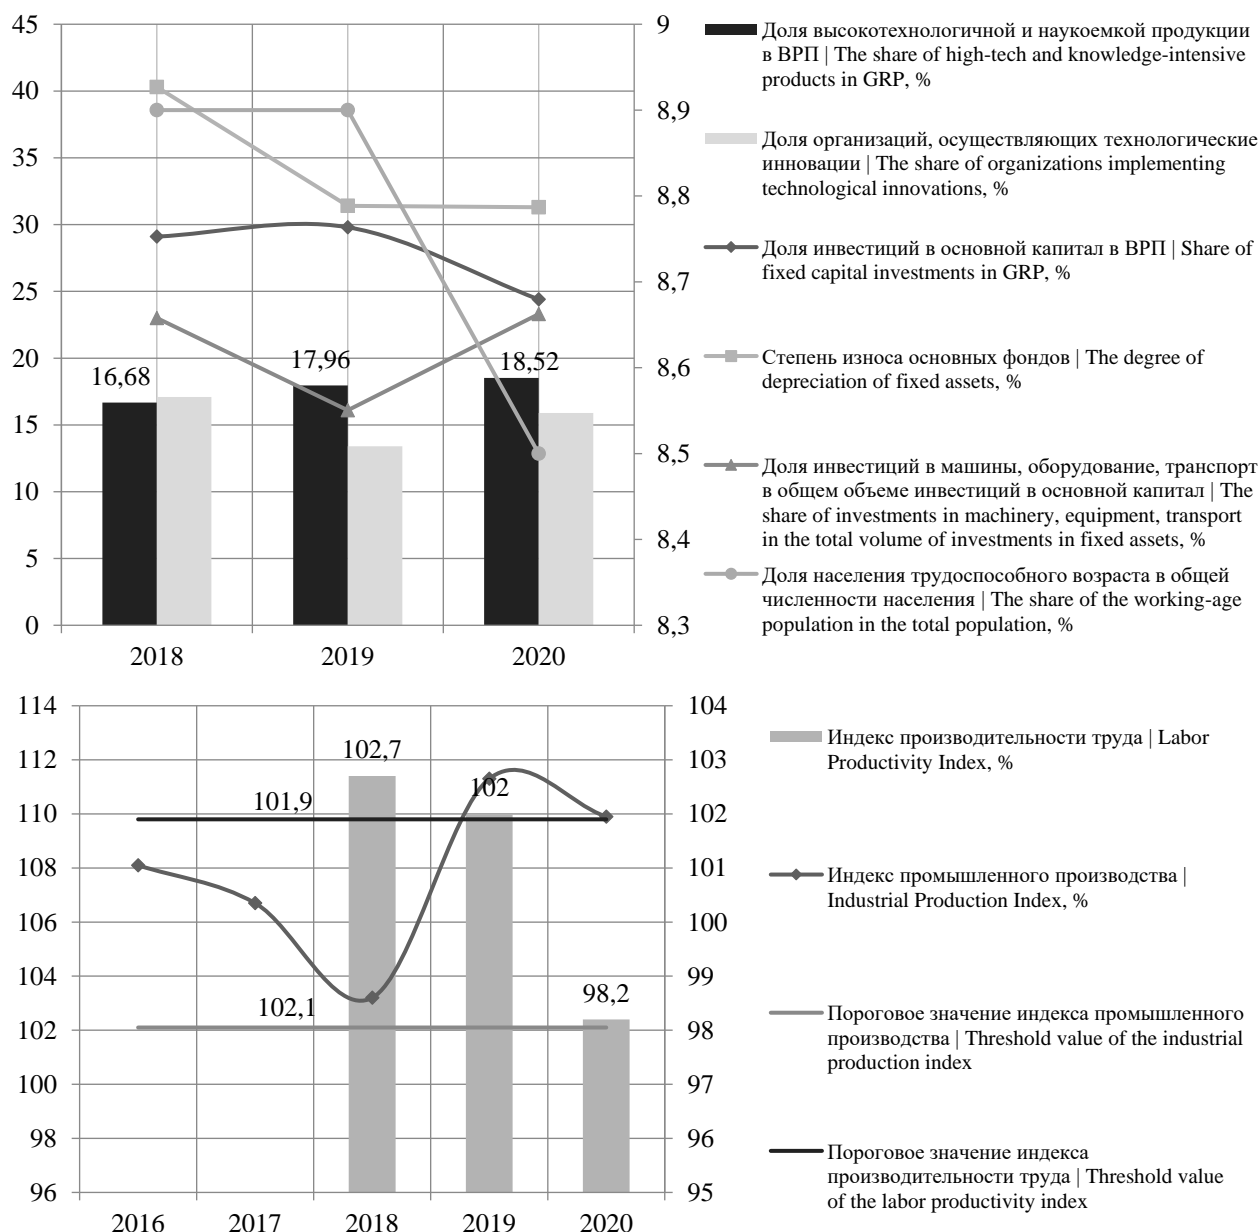 45
40
35
30
25
20
15
10
5
0
9
8,9
8,8
8,7
8,6
8,5
8,4
8,3
16,68
17,96
18,52
2018
2019
2020
Доля высокотехнологичной и наукоемкой продукции
в ВРП | The share of high-tech and knowledge-intensive
products in GRP, %
Доля организаций, осуществляющих технологические
инновации | The share of organizations implementing
technological innovations, %
Доля инвестиций в основной капитал в ВРП | Share of
fixed capital investments in GRP, %
Степень износа основных фондов | The degree of
depreciation of fixed assets, %
Доля инвестиций в машины, оборудование, транспорт
в общем объеме инвестиций в основной капитал | The
share of investments in machinery, equipment, transport
in the total volume of investments in fixed assets, %
Доля населения трудоспособного возраста в общей
численности населения | The share of the working-age
population in the total population, %
114
112
110
108
106
104
102
100
98
96
104
103
102
101
100
99
98
97
96
95
102,7
102
101,9
102,1
98,2
2016
2017
2018
2019
2020
Индекс производительности труда | Labor
Productivity Index, %
Индекс промышленного производства |
Industrial Production Index, %
Пороговое значение индекса промышленного
производства | Threshold value of the industrial
production index
Пороговое значение индекса
производительности труда | Threshold value
of the labor productivity index